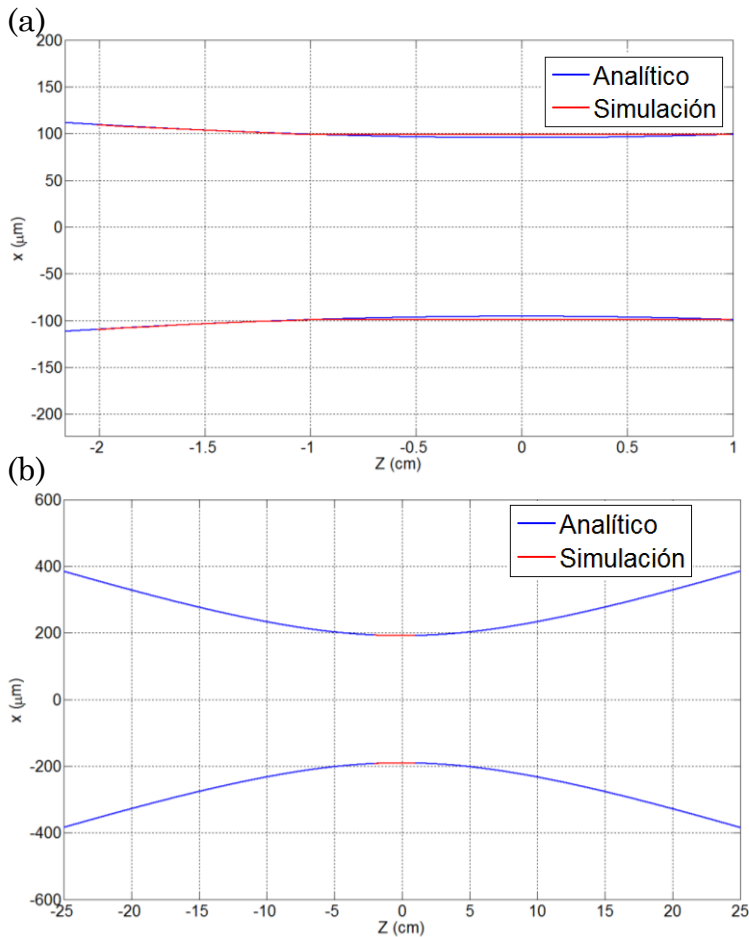 (a)
200
150
100
50
0
-50
-100
-150
-200
x (μm)
Analítico
Simulación
-2 -1.5 -1 -0.5 0 0.5 1
Z (cm)
(b)
600
400
200
0
-200
-400
-600
x (μm)
Analítico
Simulación
-25 -20 -15 -10 -5 0 5 10 15 20 25
Z (cm)